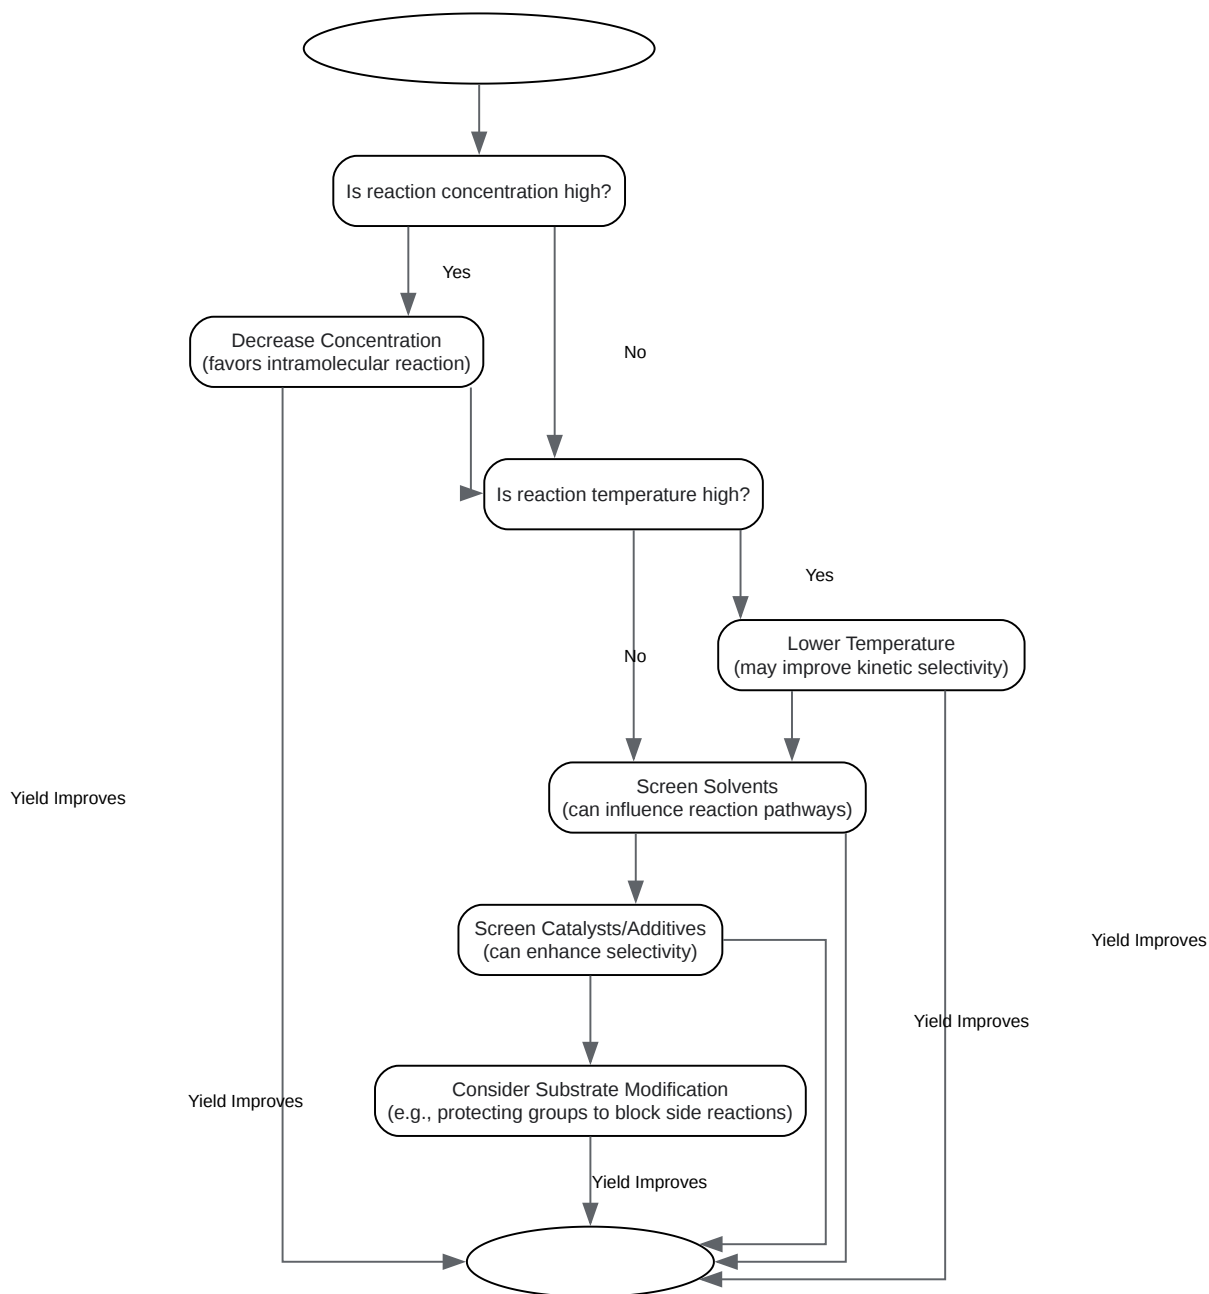 Is reaction concentration high?
Yes
Decrease Concentration
(favors intramolecular reaction)
No
Is reaction temperature high?
Yes
Lower Temperature
(may improve kinetic selectivity)
No
Screen Solvents
(can influence reaction pathways)
Yield Improves
Screen Catalysts/Additives
(can enhance selectivity)
Yield Improves
Yield Improves
Consider Substrate Modification
(e.g., protecting groups to block side reactions)
Yield Improves
Yield Improves